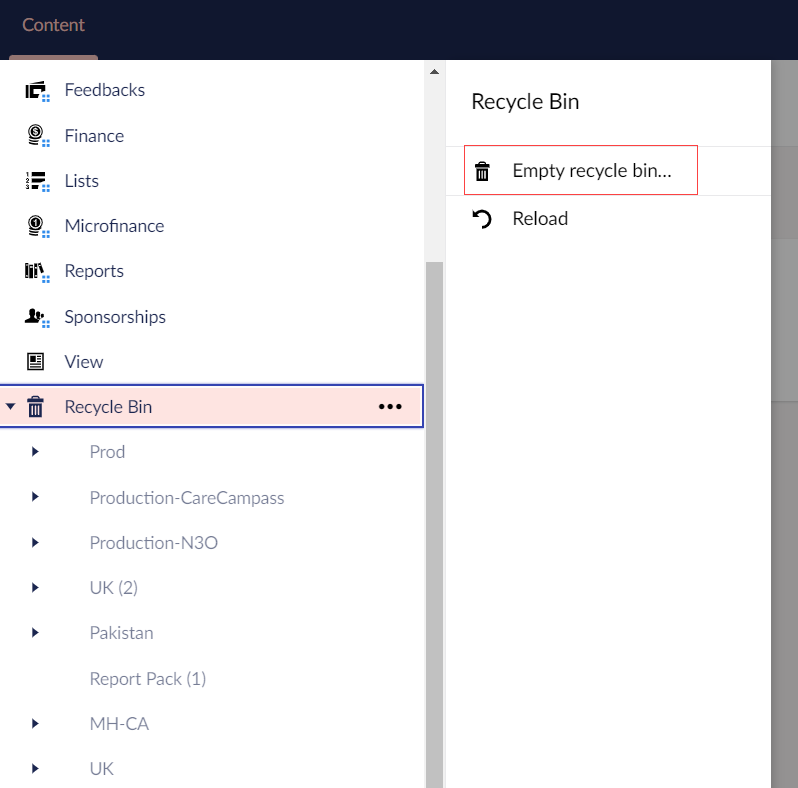 Content
Feedbacks
Finance
Lists
Microfinance
Reports
Sponsorships
View
Recycle Bin
Prod
Production-CareCampass
Production-N3O
UK (2)
Pakistan
Report Pack (1)
MH-CA
UK
Recycle Bin
Empty recycle bin...
Reload